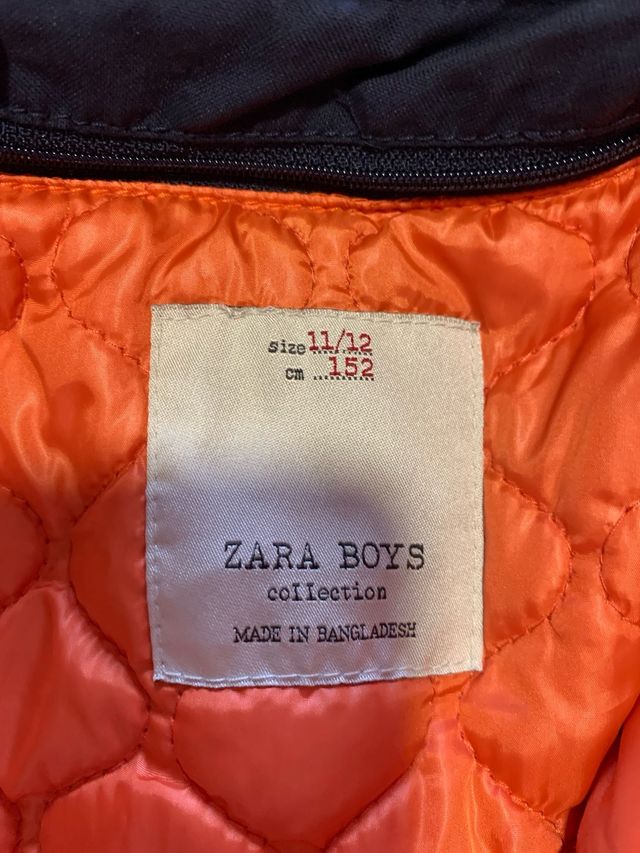 size 11/12
cm 152
ZARA BOYS
collection
MADE IN BANGLADESH